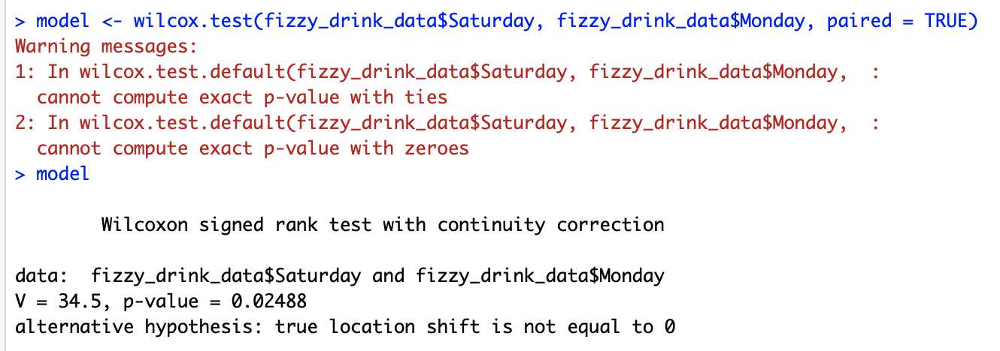 > model <- wilcox.test(fizzy_drink_data$Saturday, fizzy_drink_data$Monday, paired = TRUE)
Warning messages:
1: In wilcox.test.default(fizzy_drink_data$Saturday, fizzy_drink_data$Monday,  :
  cannot compute exact p-value with ties
2: In wilcox.test.default(fizzy_drink_data$Saturday, fizzy_drink_data$Monday,  :
  cannot compute exact p-value with zeroes
> model
        Wilcoxon signed rank test with continuity correction
data:  fizzy_drink_data$Saturday and fizzy_drink_data$Monday
V = 34.5, p-value = 0.02488
alternative hypothesis: true location shift is not equal to 0